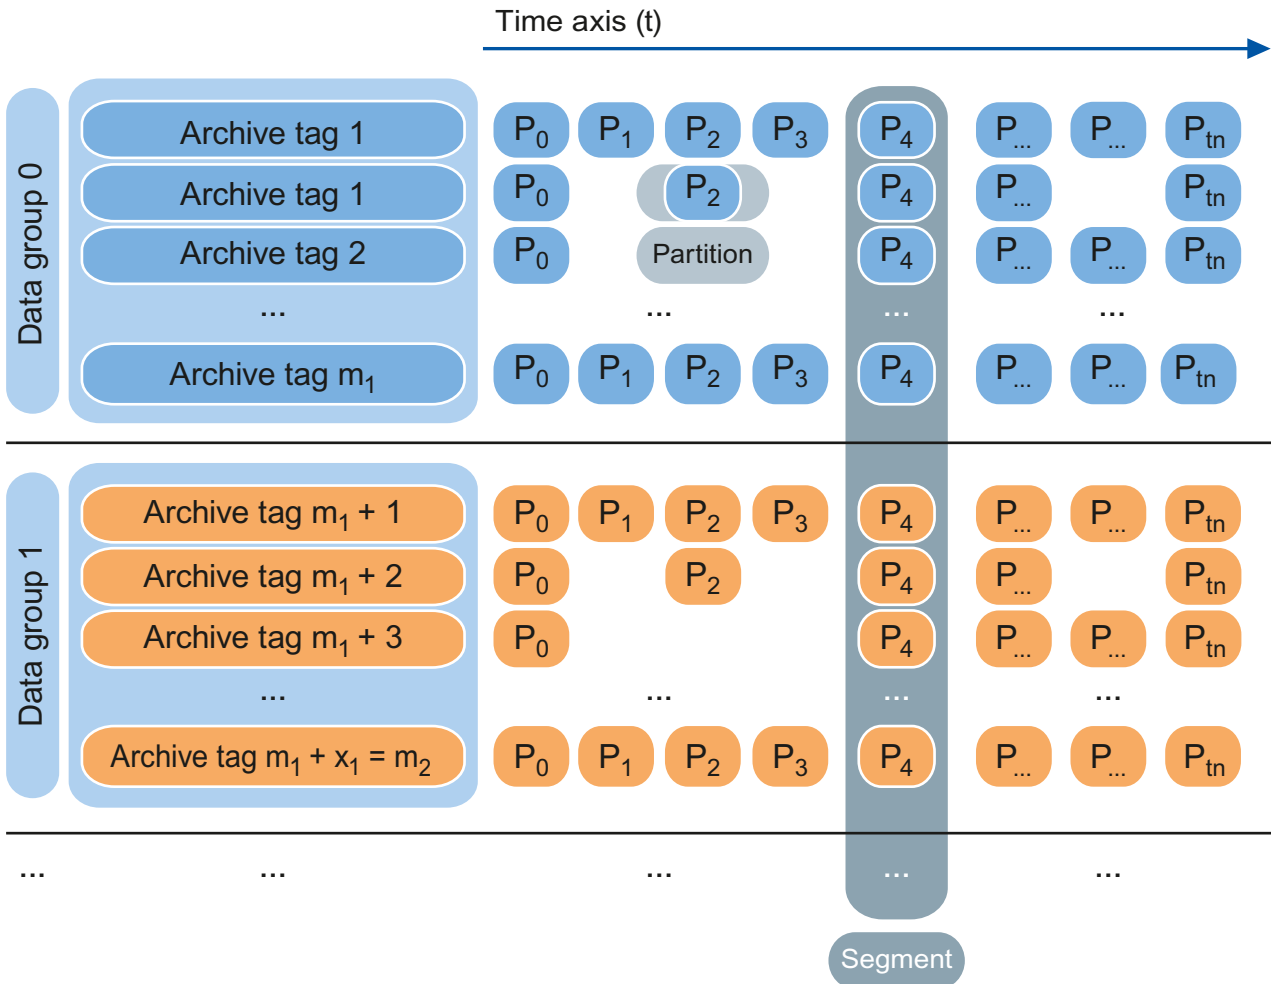 Time axis (t)
Data group 0
Archive tag 1 P0 P1 P2 P3 P4 P... P... Ptn
Archive tag 1 P0 P2 P4 P... Ptn
Archive tag 2 P0 Partition P4 P... P... Ptn
... ... ... ...
Archive tag m1 P0 P1 P2 P3 P4 P... P... Ptn
Data group 1
Archive tag m1 + 1 P0 P1 P2 P3 P4 P... P... Ptn
Archive tag m1 + 2 P0 P2 P4 P... Ptn
Archive tag m1 + 3 P0 P4 P... P... Ptn
... ... ... ...
Archive tag m1 + x1 = m2 P0 P1 P2 P3 P4 P... P... Ptn
... ... ... ... ...
Segment